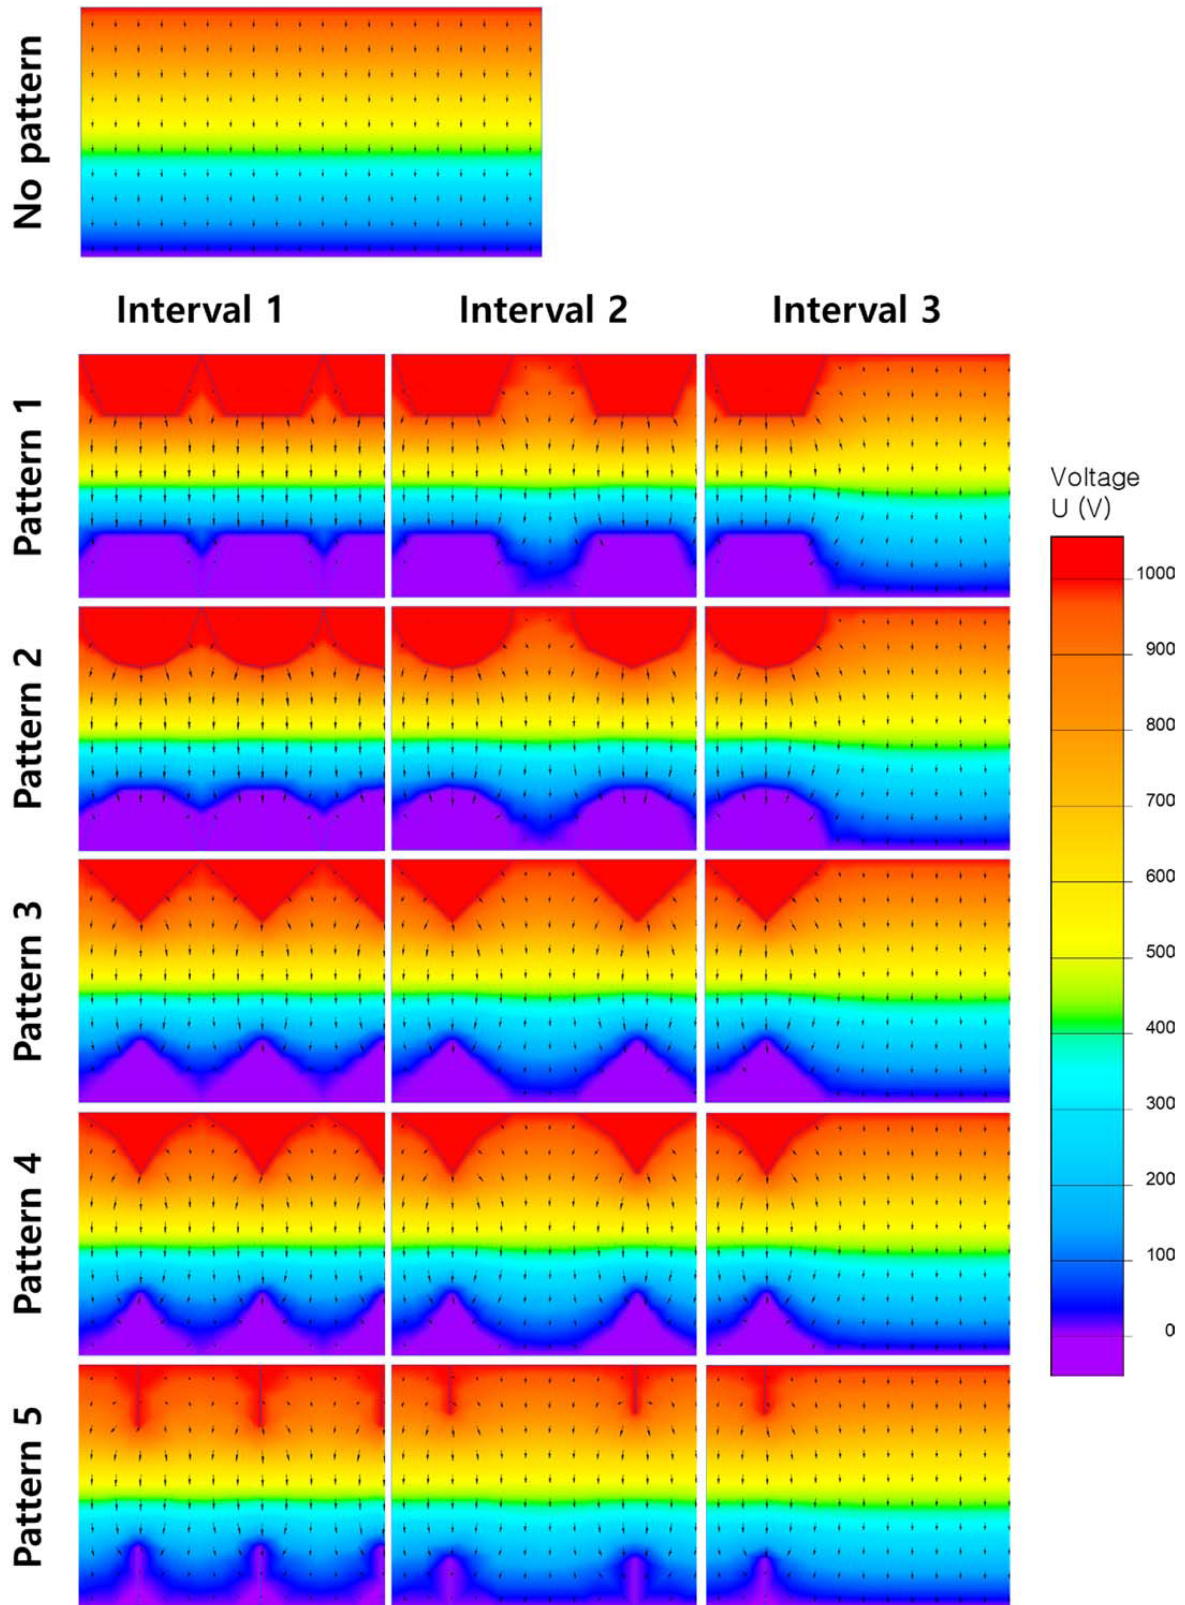 No pattern
Interval 1
Interval 2
Interval 3
Pattern 1
Pattern 2
Pattern 3
Pattern 4
Pattern 5
Voltage
U (V)
1000
900
800
700
600
500
400
300
200
100
0